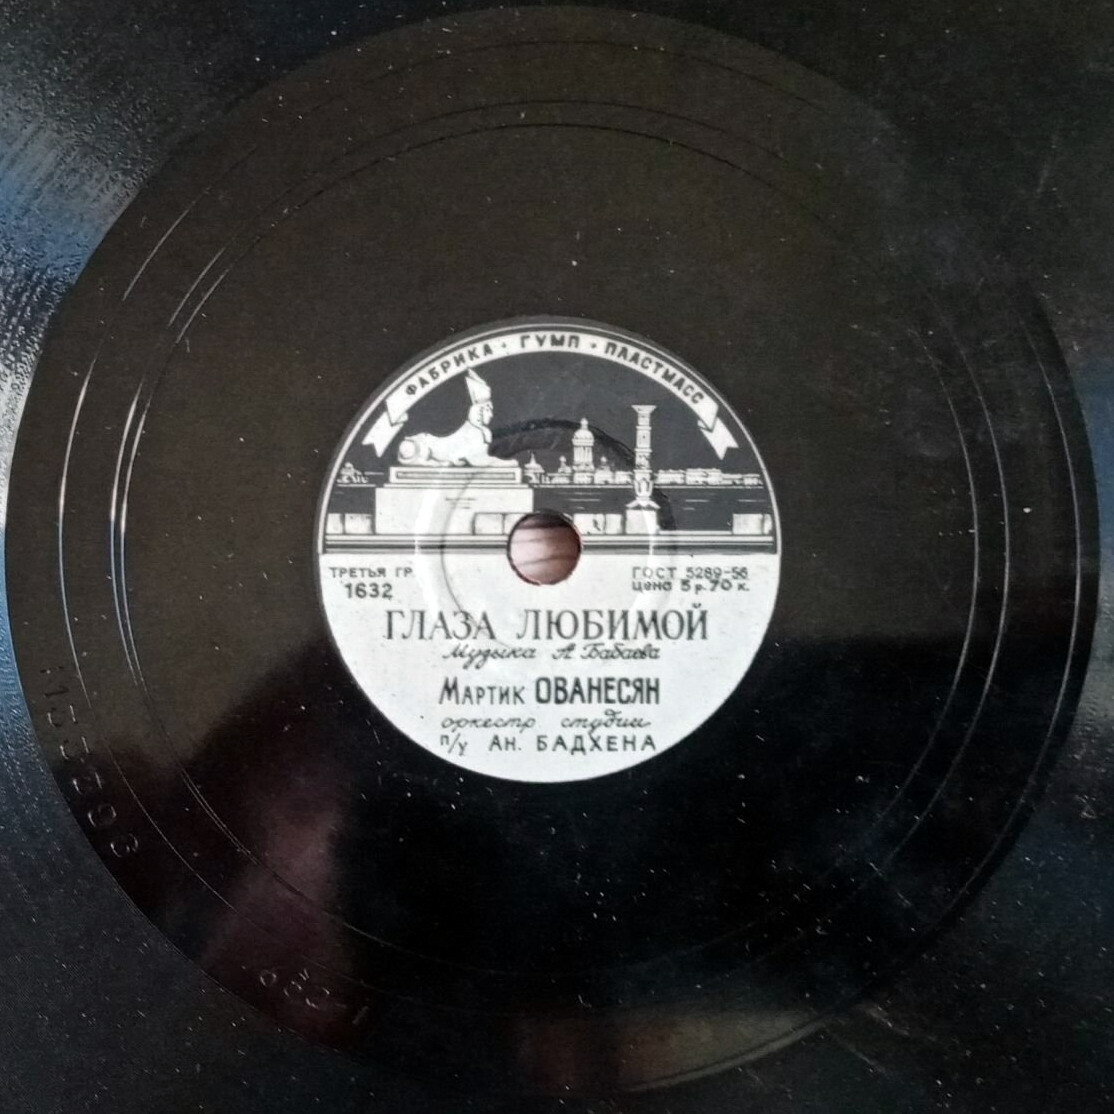 ФАБРИКА · ГУМП · ПЛАСТМАСС
ТРЕТЬЯ ГР.
1632
ГОСТ 5289-56
цена 5 р. 70 к.
ГЛАЗА ЛЮБИМОЙ
Музыка А Бабаева
Мартик ОВАНЕСЯН
оркестр студии
п/у Ан. БАДХЕНА